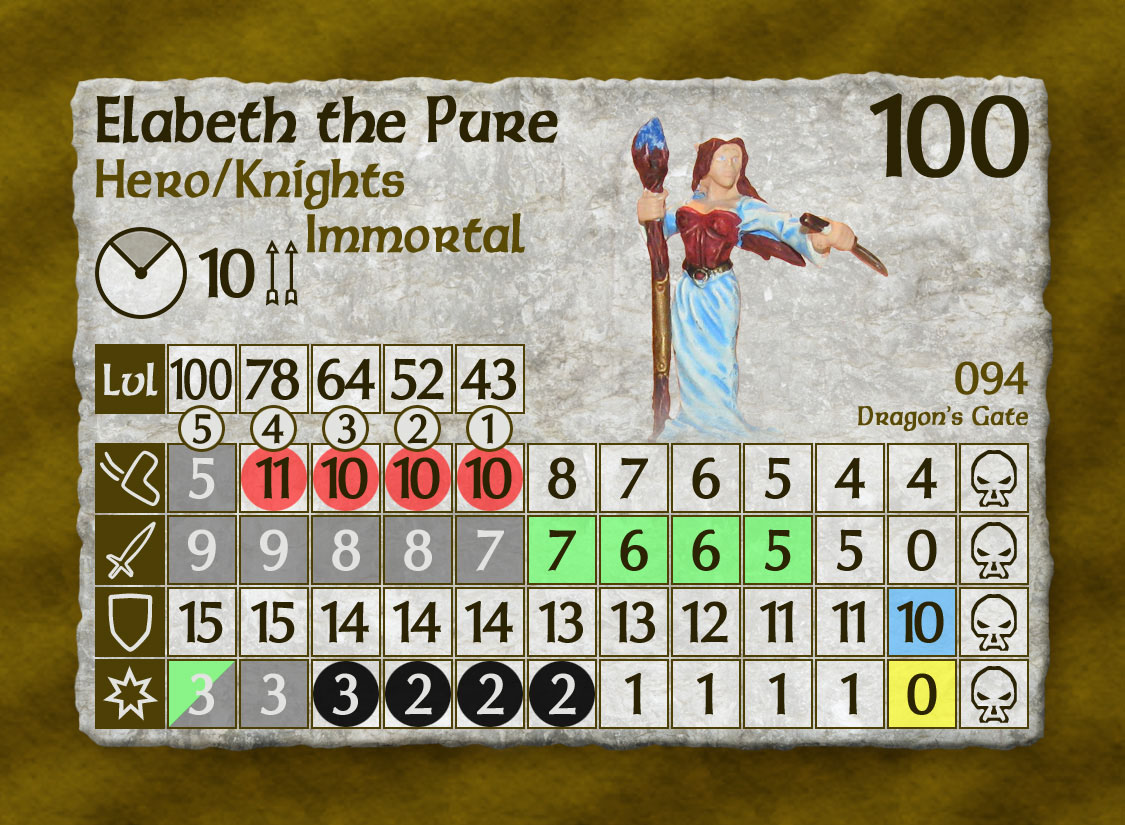 Elabeth the Pure
100
Hero/Knights
Immortal
10
094
Dragon's Gate
Lvl 100 78 64 52 43
5 4 3 2 1
5 11 10 10 10 8 7 6 5 4 4
9 9 8 8 7 7 6 6 5 5 0
15 15 14 14 14 13 13 12 11 11 10
3 3 3 2 2 2 1 1 1 1 0